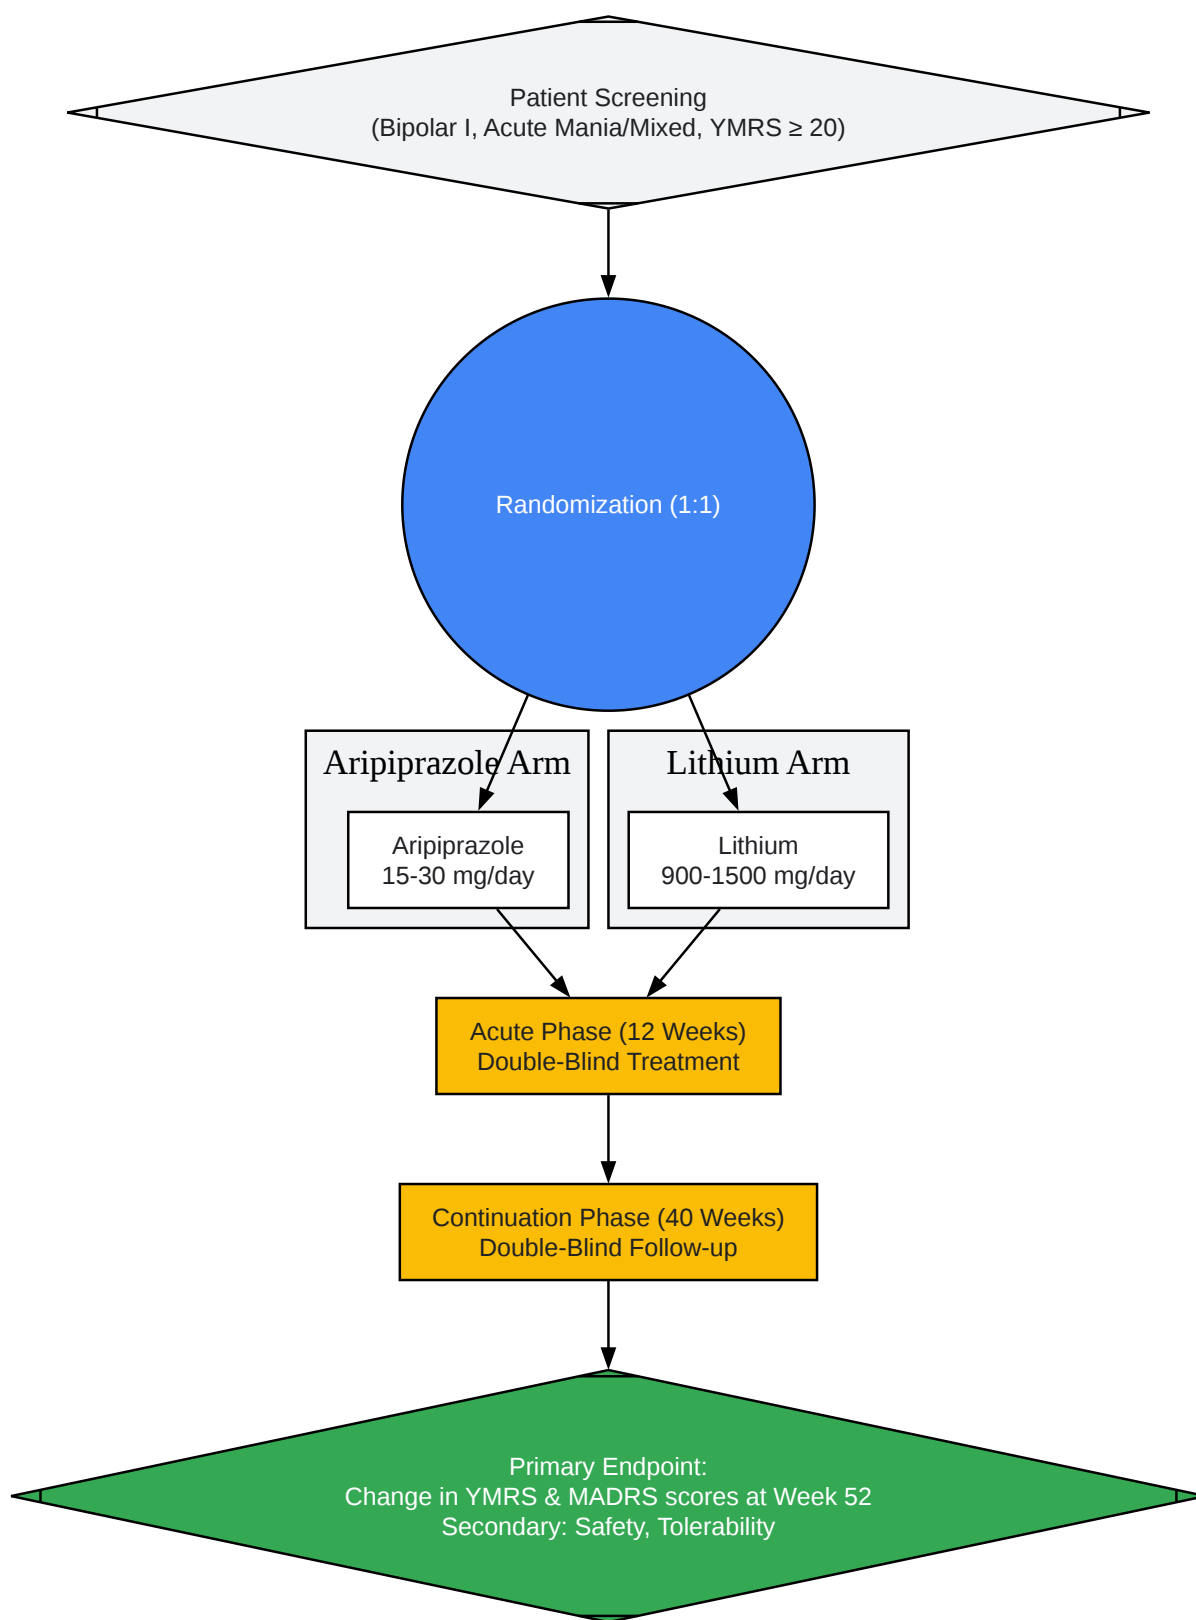 Patient Screening
(Bipolar I, Acute Mania/Mixed, YMRS ≥ 20)
Randomization (1:1)
Aripiprazole Arm
Aripiprazole
15-30 mg/day
Lithium Arm
Lithium
900-1500 mg/day
Acute Phase (12 Weeks)
Double-Blind Treatment
Continuation Phase (40 Weeks)
Double-Blind Follow-up
Primary Endpoint:
Change in YMRS & MADRS scores at Week 52
Secondary: Safety, Tolerability